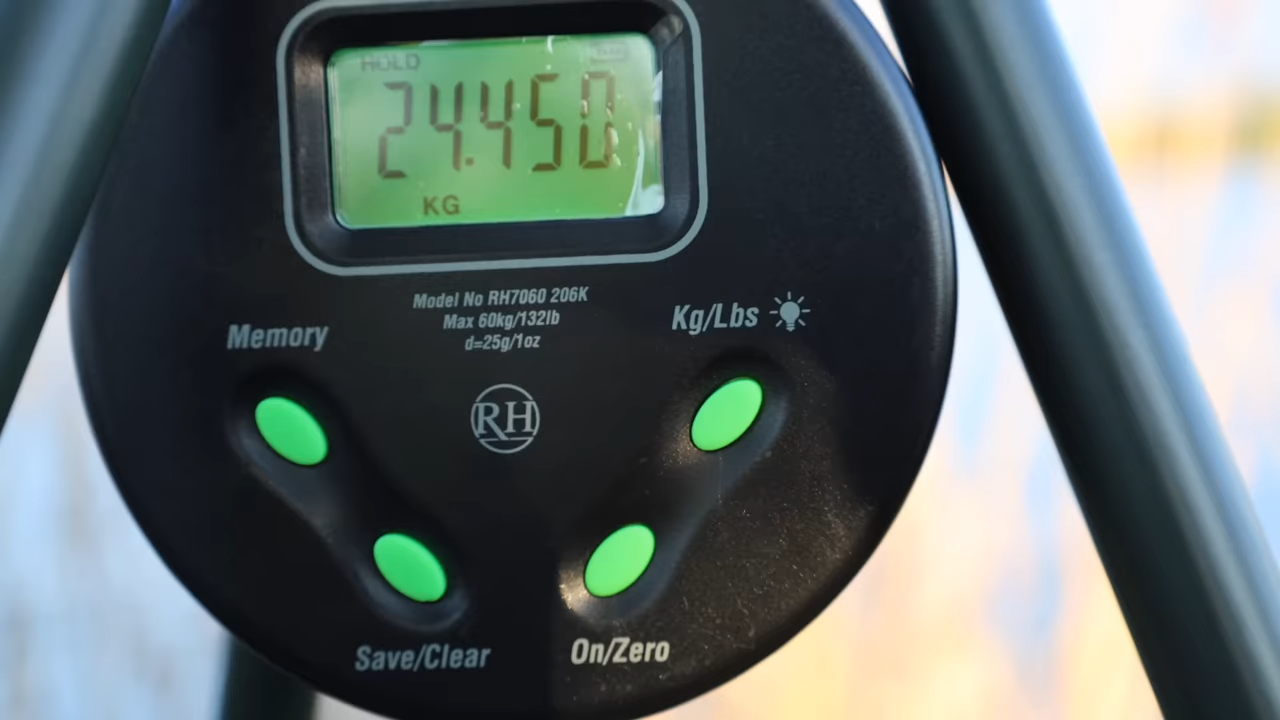 HOLD
24.450
KG
Model No RH7060 206K
Max 60kg/132lb
d=25g/1oz
Memory
Kg/Lbs
RH
Save/Clear
On/Zero